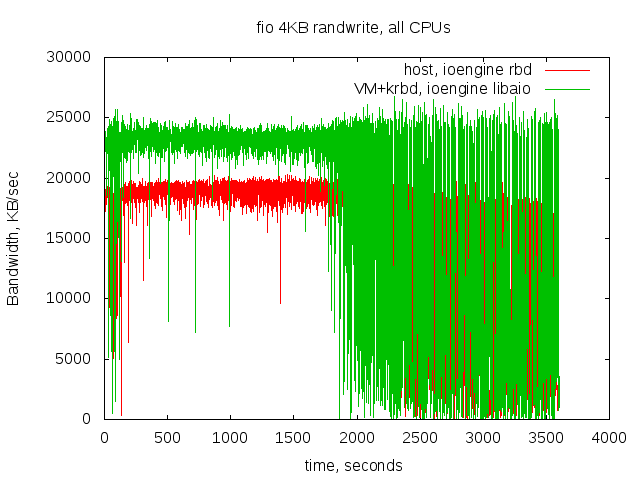 fio 4KB randwrite, all CPUs
host, ioengine rbd
VM+krbd, ioengine libaio
Bandwidth, KB/sec
30000
25000
20000
15000
10000
5000
0
0 500 1000 1500 2000 2500 3000 3500 4000
time, seconds